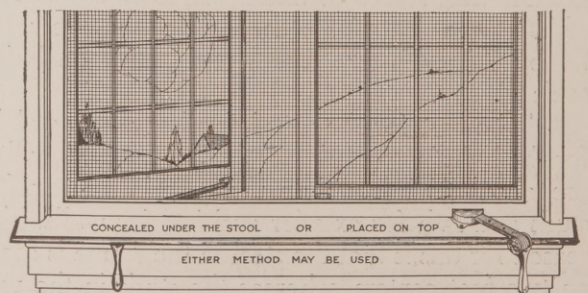 CONCEALED UNDER THE STOOL OR PLACED ON TOP
EITHER METHOD MAY BE USED